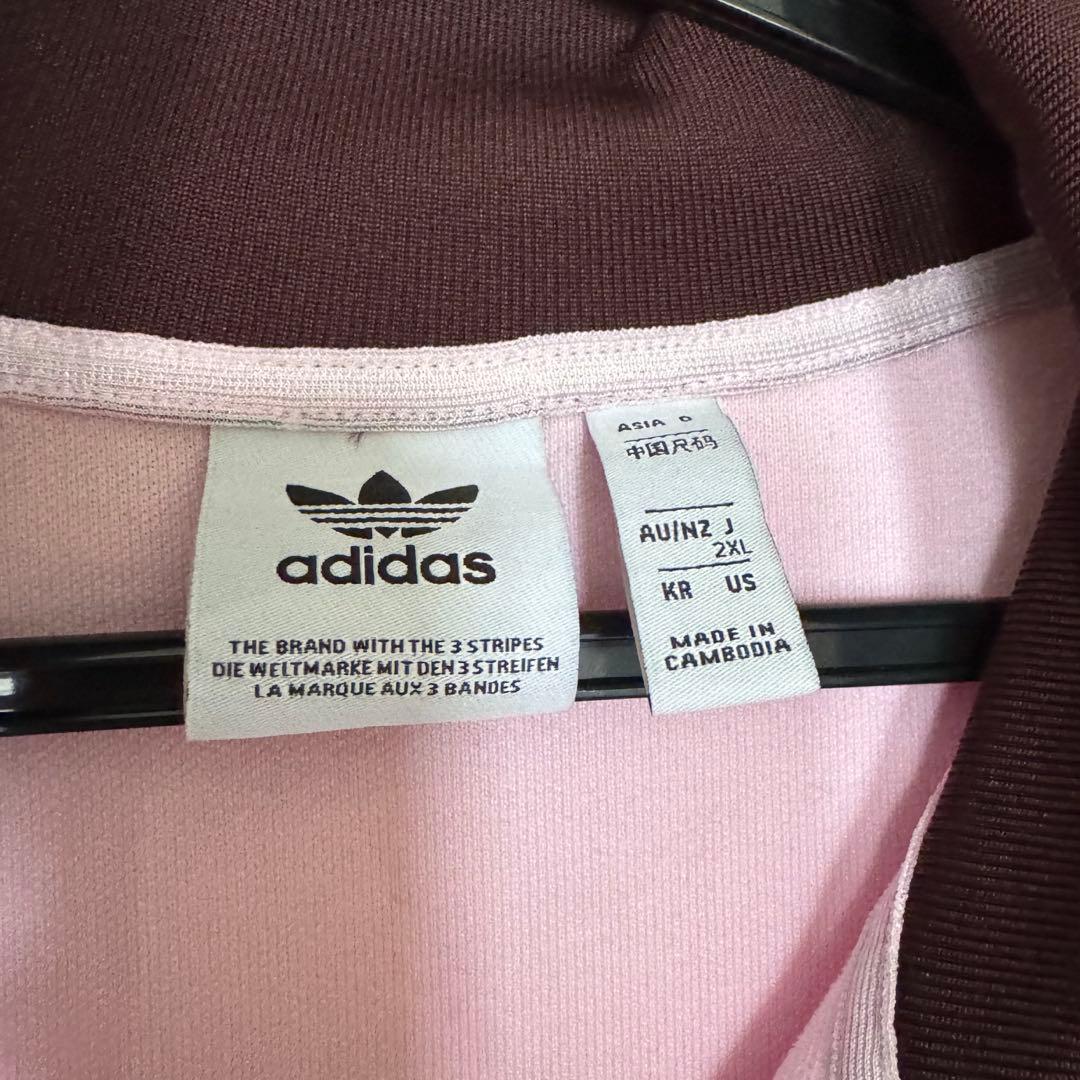 adidas
THE BRAND WITH THE 3 STRIPES
DIE WELTMARKE MIT DEN 3 STREIFEN
LA MARQUE AUX 3 BANDES
ASIA O
中国尺码
AU/NZ J
2XL
KR US
MADE IN
CAMBODIA